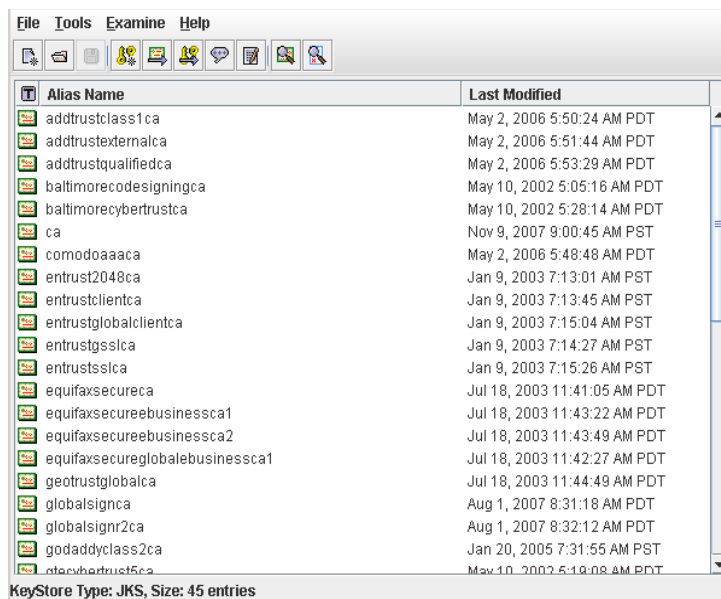 File Tools Examine Help
T Alias Name Last Modified
addtrustclass1ca May 2, 2006 5:50:24 AM PDT
addtrustexternalca May 2, 2006 5:51:44 AM PDT
addtrustqualifiedca May 2, 2006 5:53:29 AM PDT
baltimorecodesigningca May 10, 2002 5:05:16 AM PDT
baltimorecybertrustca May 10, 2002 5:28:14 AM PDT
ca Nov 9, 2007 9:00:45 AM PST
comodoaaaca May 2, 2006 5:48:48 AM PDT
entrust2048ca Jan 9, 2003 7:13:01 AM PST
entrustclientca Jan 9, 2003 7:13:45 AM PST
entrustglobalclientca Jan 9, 2003 7:15:04 AM PST
entrustgsslca Jan 9, 2003 7:14:27 AM PST
entrustsslca Jan 9, 2003 7:15:26 AM PST
equifaxsecureca Jul 18, 2003 11:41:05 AM PDT
equifaxsecureebusinessca1 Jul 18, 2003 11:43:22 AM PDT
equifaxsecureebusinessca2 Jul 18, 2003 11:43:49 AM PDT
equifaxsecureglobalebusinessca1 Jul 18, 2003 11:42:27 AM PDT
geotrustglobalca Jul 18, 2003 11:44:49 AM PDT
globalsignca Aug 1, 2007 8:31:18 AM PDT
globalsignr2ca Aug 1, 2007 8:32:12 AM PDT
godaddyclass2ca Jan 20, 2005 7:31:55 AM PST
gtecybertrust5ca May 10, 2002 5:19:08 AM PDT
KeyStore Type: JKS, Size: 45 entries